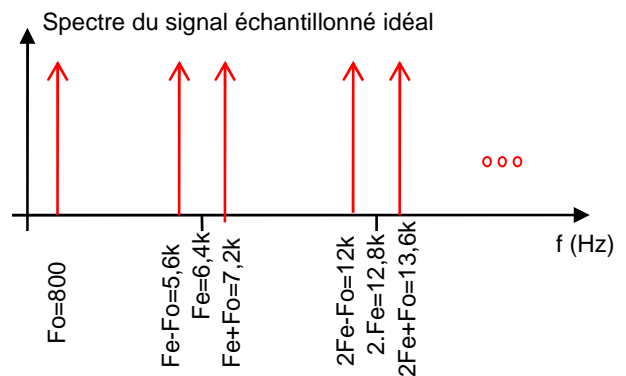 Spectre du signal échantillonné idéal
f (Hz)
Fo=800
Fe-Fo=5,6k
Fe=6,4k
Fe+Fo=7,2k
2Fe-Fo=12k
2.Fe=12,8k
2Fe+Fo=13,6k